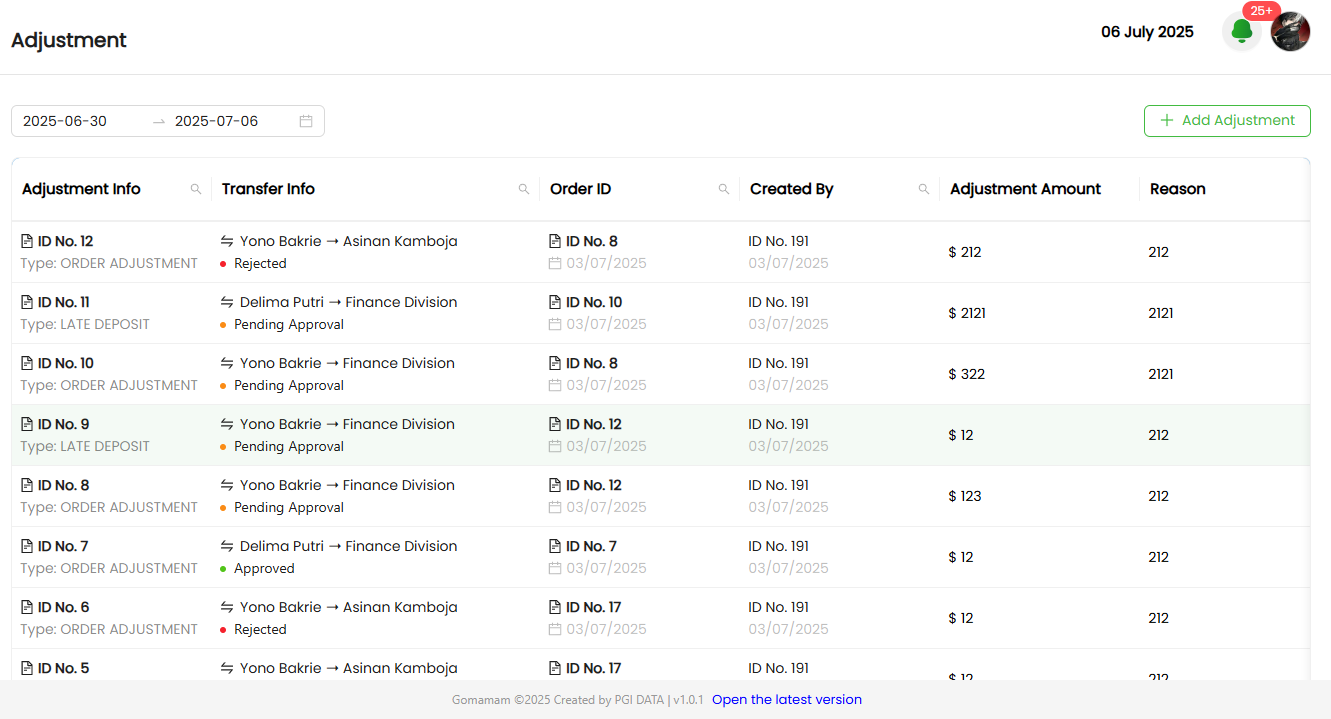 Adjustment
06 July 2025
25+
2025-06-30 → 2025-07-06
+ Add Adjustment
Adjustment Info Transfer Info Order ID Created By Adjustment Amount Reason
ID No. 12 Yono Bakrie → Asinan Kamboja ID No. 8 ID No. 191 $ 212 212
Type: ORDER ADJUSTMENT Rejected 03/07/2025 03/07/2025
ID No. 11 Delima Putri → Finance Division ID No. 10 ID No. 191 $ 2121 2121
Type: LATE DEPOSIT Pending Approval 03/07/2025 03/07/2025
ID No. 10 Yono Bakrie → Finance Division ID No. 8 ID No. 191 $ 322 2121
Type: ORDER ADJUSTMENT Pending Approval 03/07/2025 03/07/2025
ID No. 9 Yono Bakrie → Finance Division ID No. 12 ID No. 191 $ 12 212
Type: LATE DEPOSIT Pending Approval 03/07/2025 03/07/2025
ID No. 8 Yono Bakrie → Finance Division ID No. 12 ID No. 191 $ 123 212
Type: ORDER ADJUSTMENT Pending Approval 03/07/2025 03/07/2025
ID No. 7 Delima Putri → Finance Division ID No. 7 ID No. 191 $ 12 212
Type: ORDER ADJUSTMENT Approved 03/07/2025 03/07/2025
ID No. 6 Yono Bakrie → Asinan Kamboja ID No. 17 ID No. 191 $ 12 212
Type: ORDER ADJUSTMENT Rejected 03/07/2025 03/07/2025
ID No. 5 Yono Bakrie → Asinan Kamboja ID No. 17 ID No. 191 $ 12 212
Gomamam ©2025 Created by PGI DATA | v1.0.1 Open the latest version